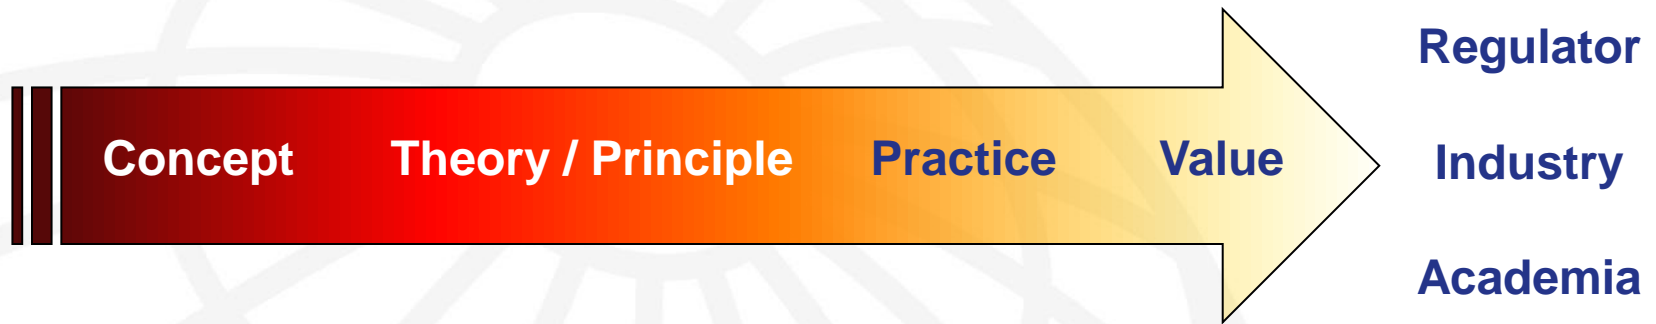 Concept
Theory / Principle
Practice
Value
Regulator
Industry
Academia